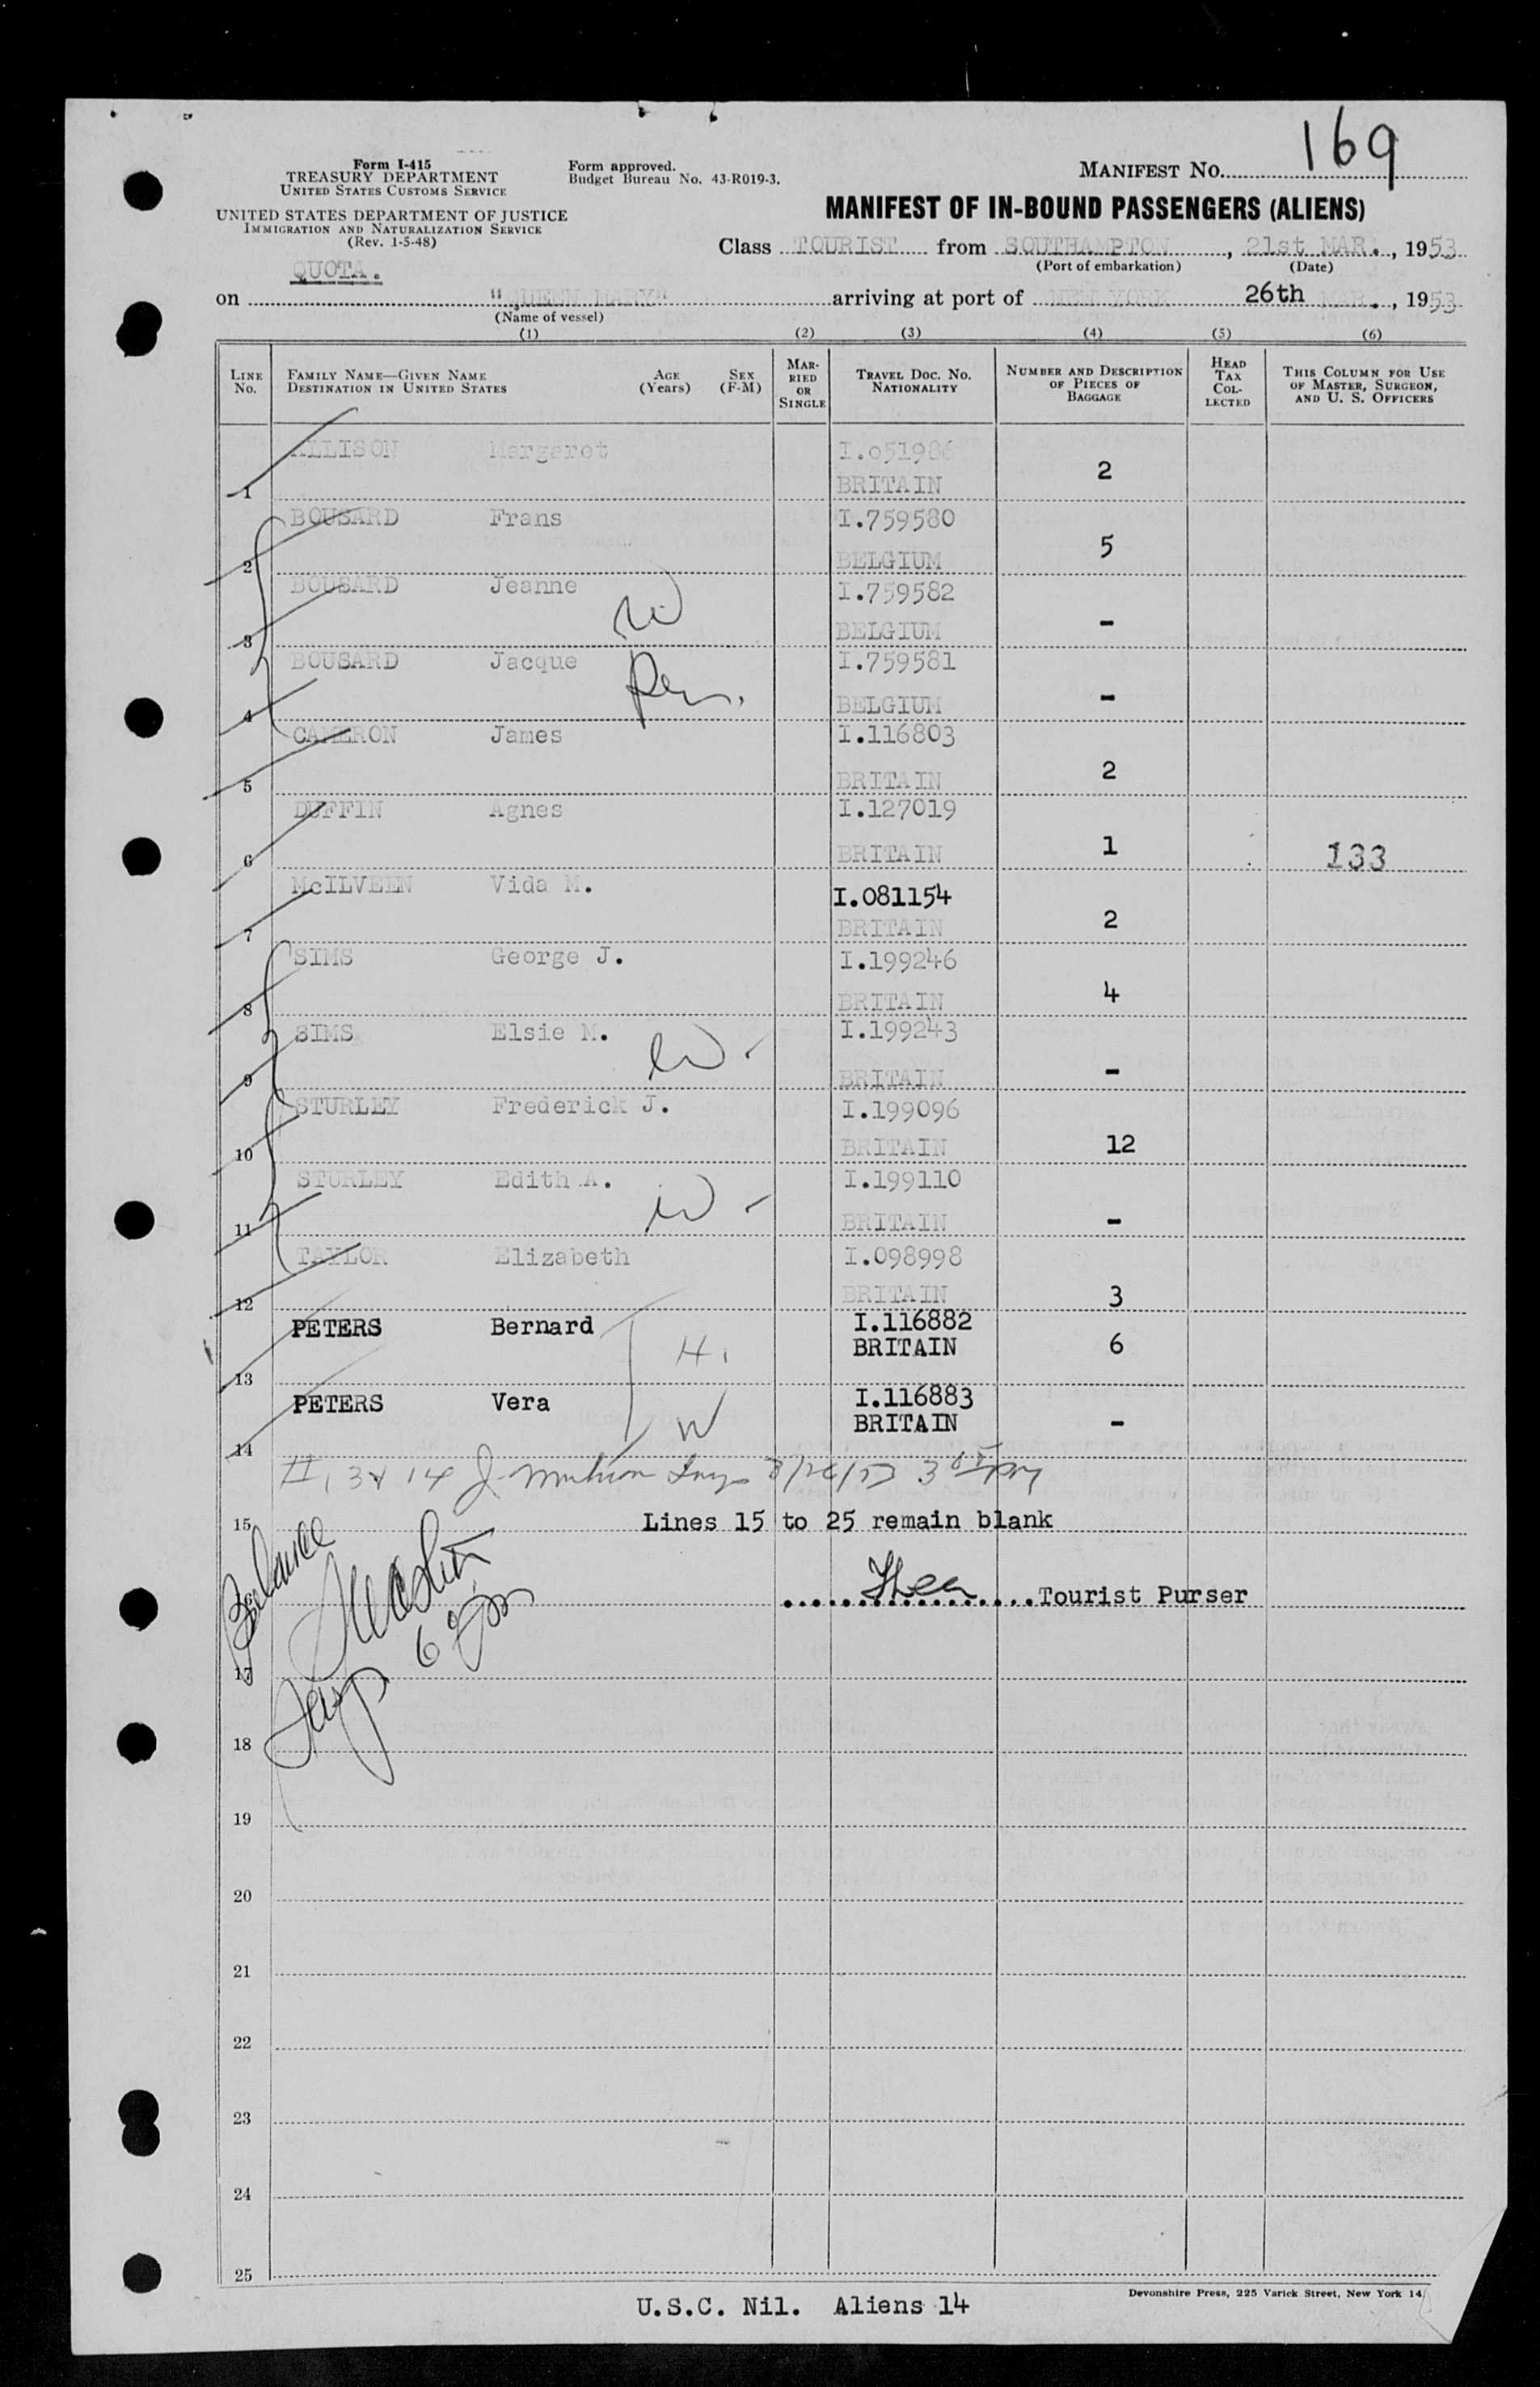 169
Form I-415
TREASURY DEPARTMENT
UNITED STATES CUSTOMS SERVICE
UNITED STATES DEPARTMENT OF JUSTICE
IMMIGRATION AND NATURALIZATION SERVICE
(Rev. 1-5-48)
Form approved.
Budget Bureau No. 43-R019-3.
MANIFEST NO.
MANIFEST OF IN-BOUND PASSENGERS (ALIENS)
Class TOURIST from SOUTHAMPTON, 21st MAR., 1953
(Port of embarkation) (Date)
QUOTA.
on "QUEEN MARY" arriving at port of NEW YORK 26th MAR., 1953
(Name of vessel)
(1) (2) (3) (4) (5) (6)
LINE No. FAMILY NAME—GIVEN NAME DESTINATION IN UNITED STATES AGE (Years) SEX (F-M) MARRIED OR SINGLE TRAVEL DOC. NO. NATIONALITY NUMBER AND DESCRIPTION OF PIECES OF BAGGAGE HEAD TAX COLLECTED THIS COLUMN FOR USE OF MASTER, SURGEON, AND U. S. OFFICERS
ALLISON Margaret I.o51986
1 BRITAIN 2
BOUSARD Frans I.759580
2 BELGIUM 5
BOUSARD Jeanne W I.759582
3 BELGIUM -
BOUSARD Jacque I.759581
4 BELGIUM -
CAMERON James I.116803
5 BRITAIN 2
DUFFIN Agnes I.127019
6 BRITAIN 1 133
McILVEEN Vida M. I.081154
7 BRITAIN 2
SIMS George J. I.199246
8 BRITAIN 4
SIMS Elsie M. W I.199243
9 BRITAIN -
STURLEY Frederick J. I.199096
10 BRITAIN 12
STURLEY Edith A. W I.199110
11 BRITAIN -
TAYLOR Elizabeth I.098998
12 BRITAIN 3
PETERS Bernard H. I.116882
13 BRITAIN 6
PETERS Vera W I.116883
14 BRITAIN -
15 Lines 15 to 25 remain blank
Balance
Tourist Purser
17
18
19
20
21
22
23
24
25
Devonshire Press, 225 Varick Street, New York 14
U.S.C. Nil. Aliens 14